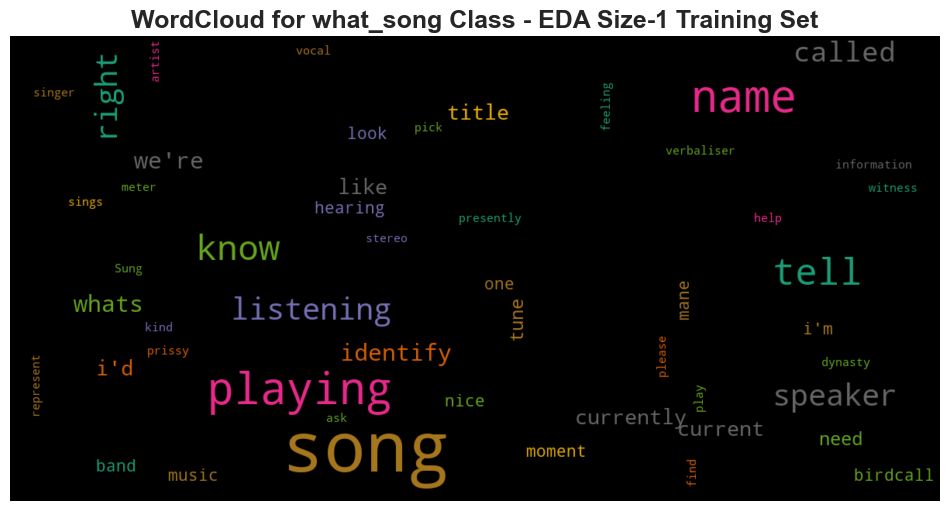 WordCloud for what_song Class - EDA Size-1 Training Set
vocal
artist
called
right
singer
name
feeling
title
pick
look
verbaliser
we're
information
meter
like
witness
sings
hearing
presently
help
know
stereo
Sung
tell
one
whats
listening
tune
mane
kind
i'm
prissy
identify
i'd
please
dynasty
represent
playing
play
speaker
nice
ask
currently
current
song
need
moment
band
music
find
birdcall